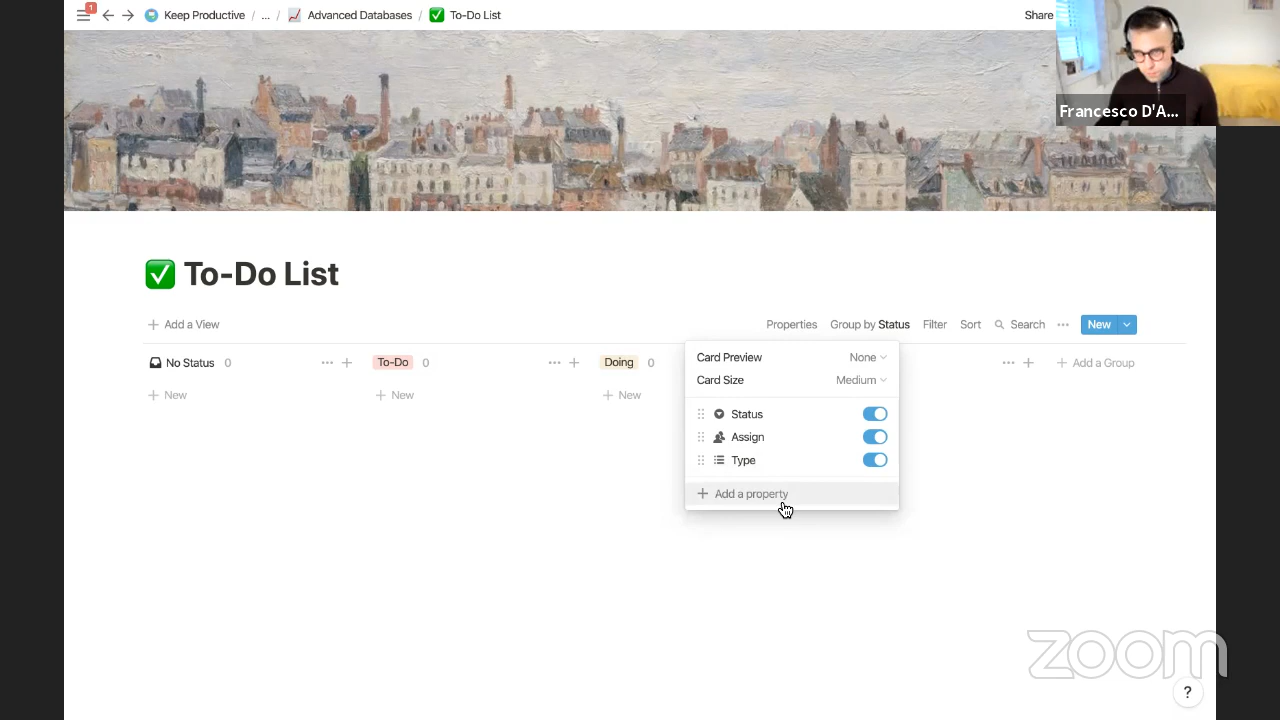 1
Keep Productive / ... / Advanced Databases / To-Do List
Share
Francesco D'A...
To-Do List
Add a View
Properties Group by Status Filter Sort Search New
No Status 0
To-Do 0
Doing 0
Add a Group
New
New
New
Card Preview None
Card Size Medium
Status
Assign
Type
Add a property
zoom
?